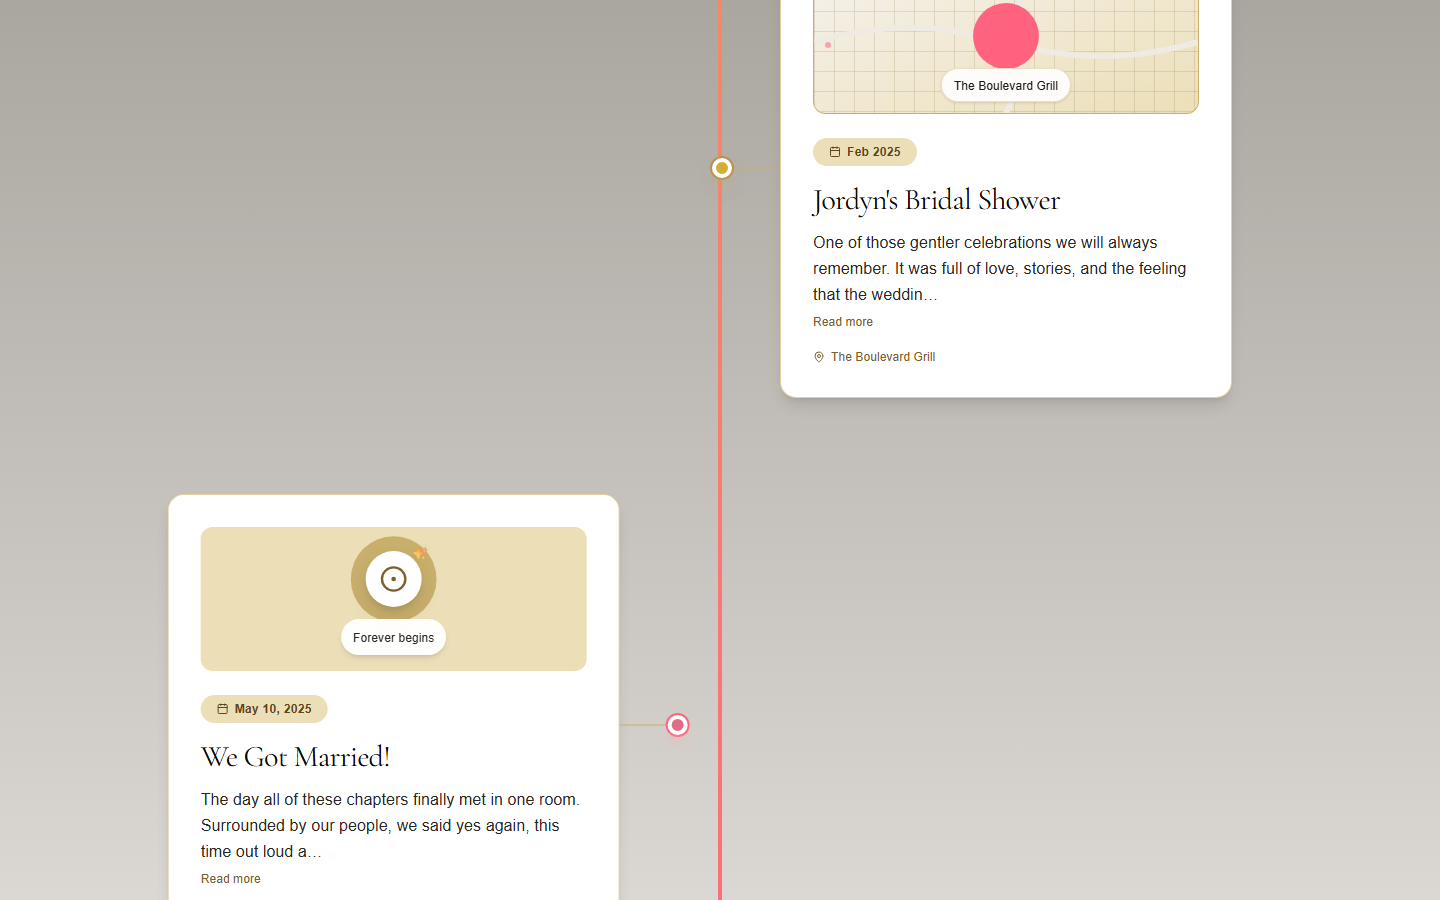 The Boulevard Grill
Feb 2025
Jordyn's Bridal Shower
One of those gentler celebrations we will always
remember. It was full of love, stories, and the feeling
that the weddin…
Read more
The Boulevard Grill
Forever begins
May 10, 2025
We Got Married!
The day all of these chapters finally met in one room.
Surrounded by our people, we said yes again, this
time out loud a…
Read more